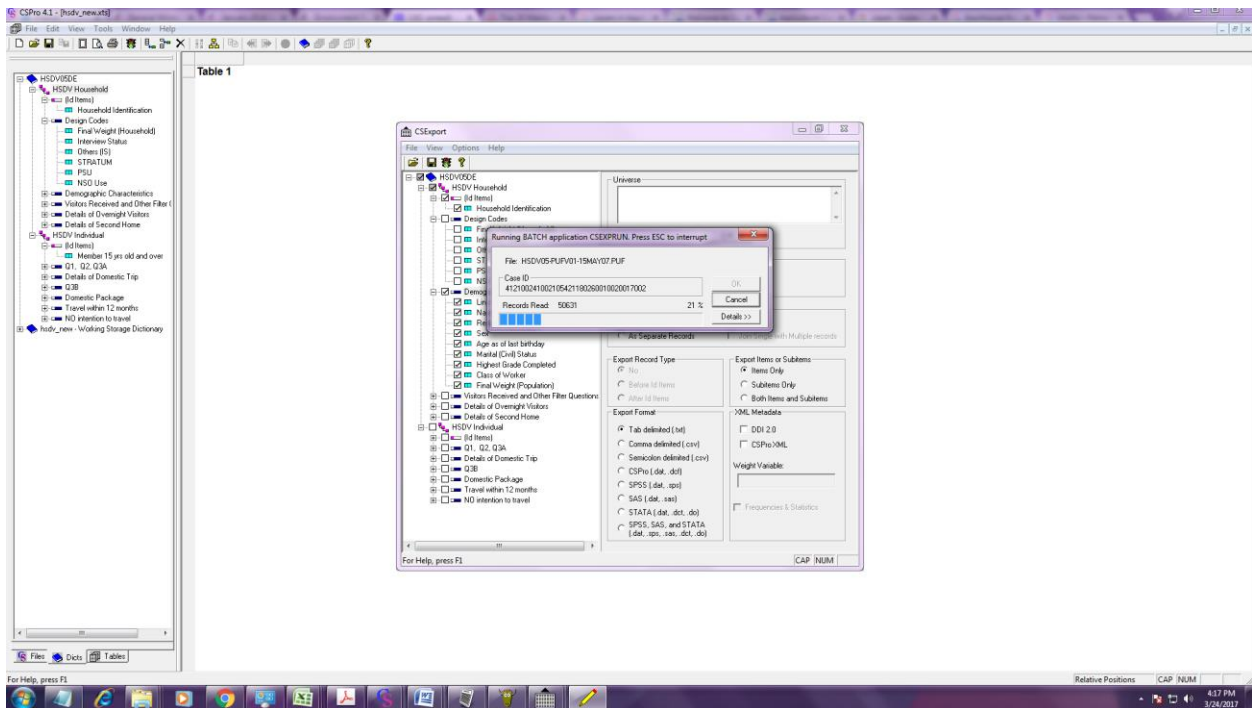 CSPro 4.1 - [hsdv_new.xts]
File Edit View Tools Window Help
Table 1
HSDV05DE
HSDV Household
(Id Items)
Household Identification
Design Codes
Final Weight (Household)
Interview Status
Others (IS)
STRATUM
PSU
NSO Use
Demographic Characteristics
Visitors Received and Other Filter
Details of Overnight Visitors
Details of Second Home
HSDV Individual
(Id Items)
Member 15 yrs old and over
Q1, Q2, Q3A
Details of Domestic Trip
Q3B
Domestic Package
Travel within 12 months
NO intention to travel
hsdv_new - Working Storage Dictionary
Files Dicts Tables
CSExport
File View Options Help
HSDV05DE
HSDV Household
(Id Items)
Household Identification
Design Codes
Sex
Age as of last birthday
Marital (Civil) Status
Highest Grade Completed
Class of Worker
Final Weight (Population)
Visitors Received and Other Filter Questions
Details of Overnight Visitors
Details of Second Home
HSDV Individual
(Id Items)
Q1, Q2, Q3A
Details of Domestic Trip
Q3B
Domestic Package
Travel within 12 months
NO intention to travel
Universe
Running BATCH application CSEXPRUN. Press ESC to interrupt
File: HSDV05-PUFV01-15MAY07.PUF
Case ID
412100241002105421180260010020017002
Records Read: 50631 21 %
OK
Cancel
Details >>
As Separate Records
with Multiple records
Export Record Type
No
Before Id Items
After Id Items
Export Items or Subitems
Items Only
Subitems Only
Both Items and Subitems
Export Format
Tab delimited (.txt)
Comma delimited (.csv)
Semicolon delimited (.csv)
CSPro (.dat, .dcf)
SPSS (.dat, .sps)
SAS (.dat, .sas)
STATA (.dat, .dct, .do)
SPSS, SAS, and STATA
(.dat, .sps, .sas, .dct, .do)
XML Metadata
DDI 2.0
CSProXML
Weight Variable:
Frequencies & Statistics
For Help, press F1
CAP NUM
For Help, press F1
Relative Positions CAP NUM
4:17 PM
3/24/2017